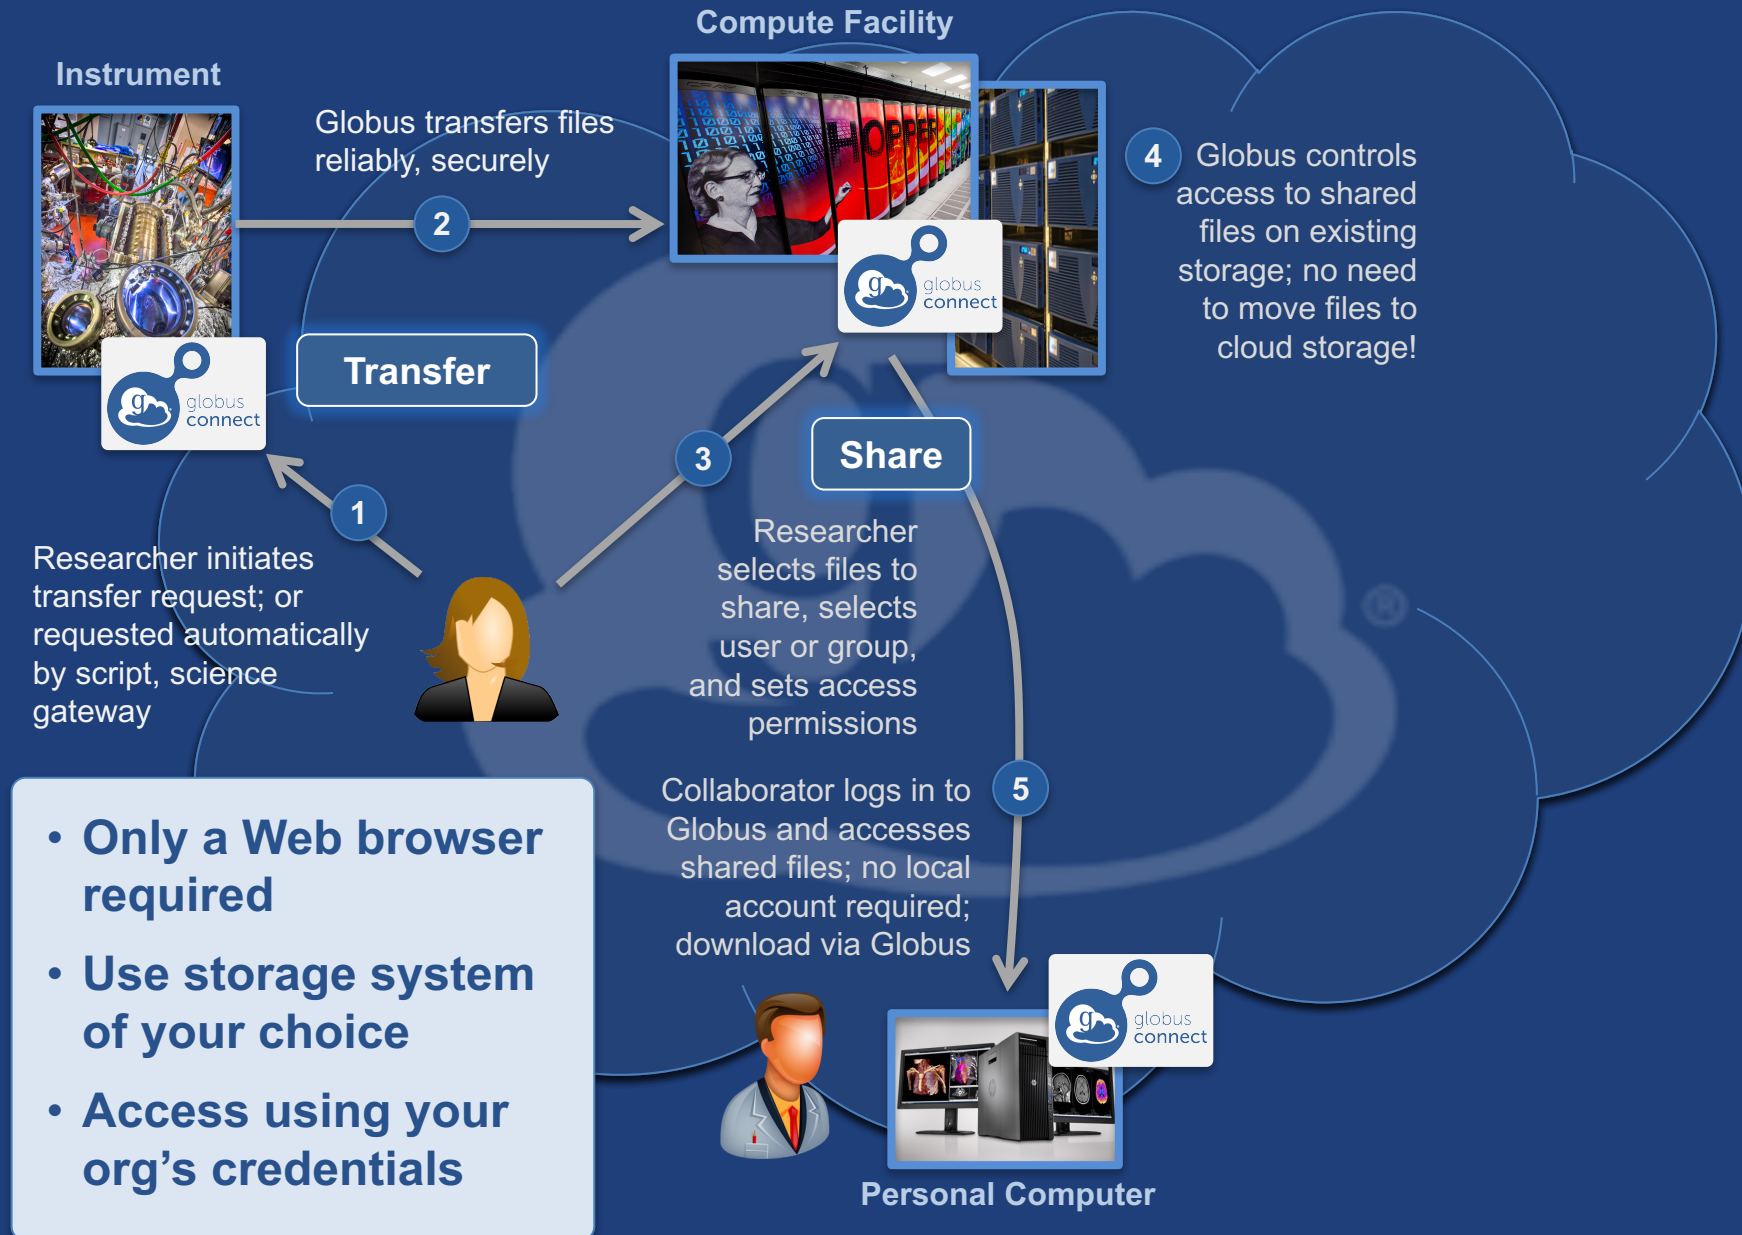 Compute Facility
Instrument
Globus transfers files
reliably, securely
2
HOPPER
4
Globus controls
access to shared
files on existing
storage; no need
to move files to
cloud storage!
g
globus
connect
Transfer
g
globus
connect
3
Share
1
Researcher initiates
transfer request; or
requested automatically
by script, science
gateway
Researcher
selects files to
share, selects
user or group,
and sets access
permissions
g
®
5
Collaborator logs in to
Globus and accesses
shared files; no local
account required;
download via Globus
• Only a Web browser
required
• Use storage system
of your choice
• Access using your
org’s credentials
g
globus
connect
Personal Computer